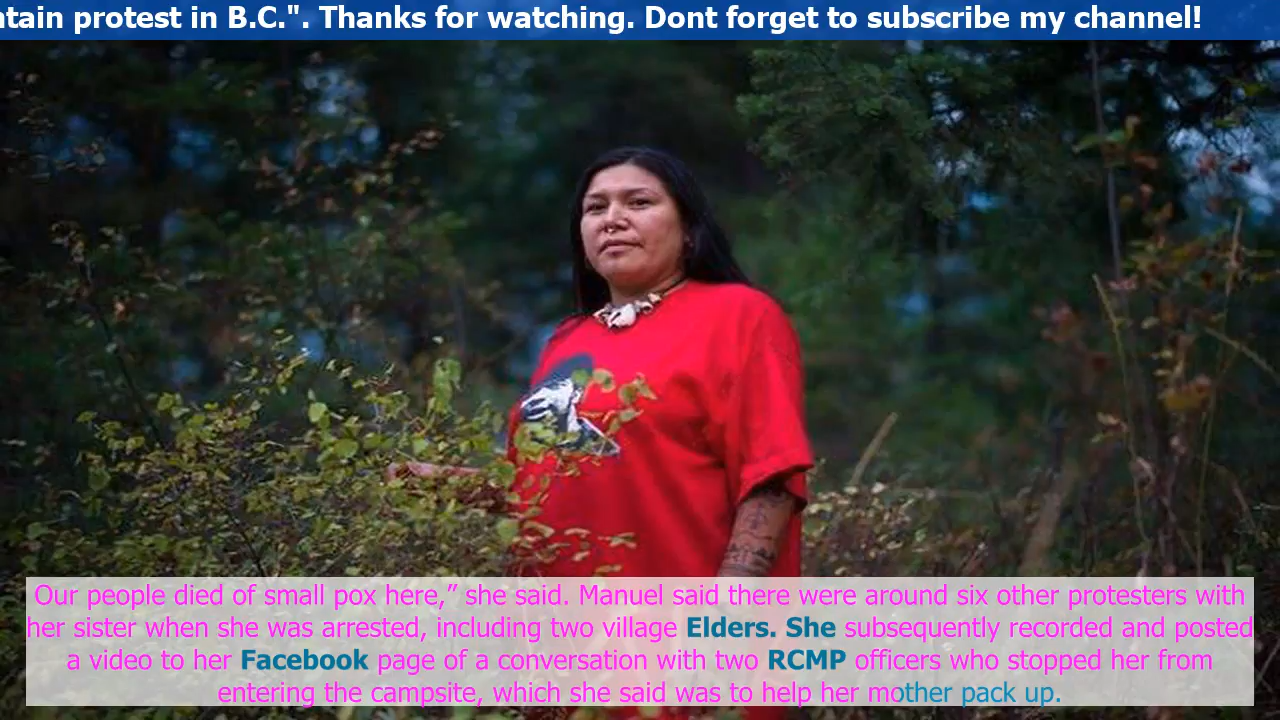 ntain protest in B.C.". Thanks for watching. Dont forget to subscribe my channel!
Our people died of small pox here,” she said. Manuel said there were around six other protesters with
her sister when she was arrested, including two village Elders. She subsequently recorded and posted
a video to her Facebook page of a conversation with two RCMP officers who stopped her from
entering the campsite, which she said was to help her mother pack up.